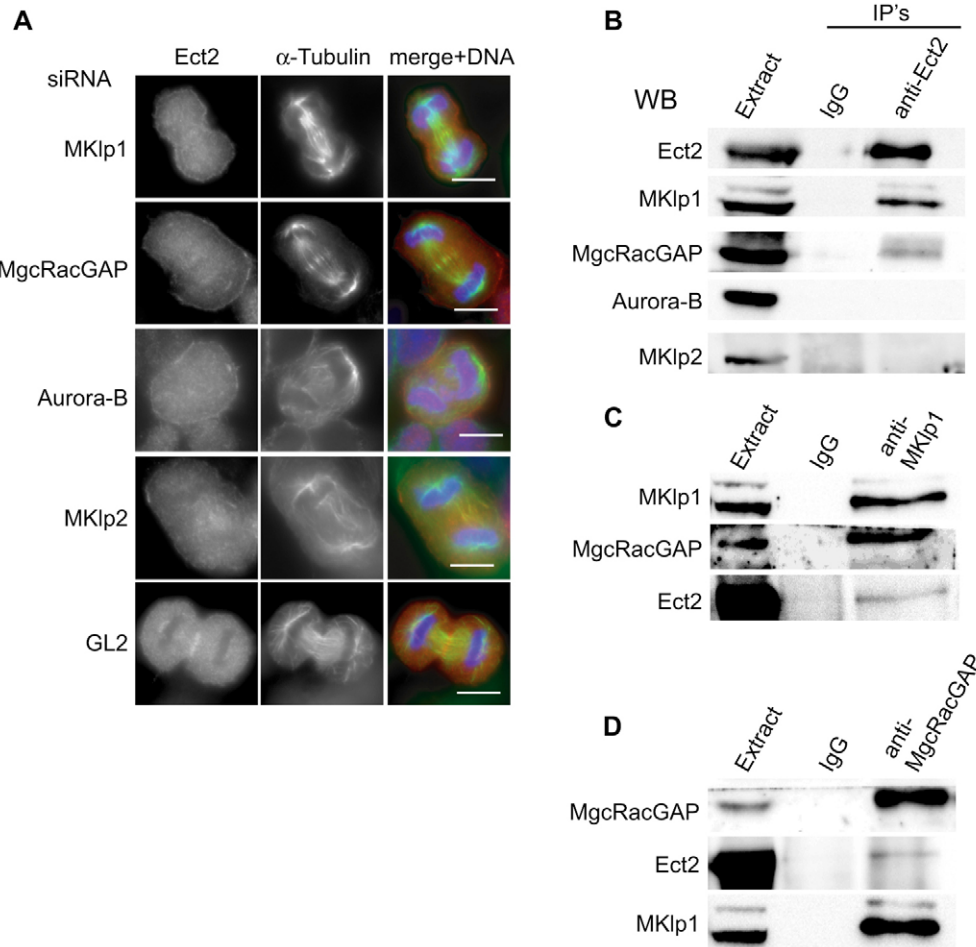 A
Ect2 α-Tubulin merge+DNA
siRNA
MKlp1
MgcRacGAP
Aurora-B
MKlp2
GL2
B
IP's
WB
Extract
IgG
anti-Ect2
Ect2
MKlp1
MgcRacGAP
Aurora-B
MKlp2
C
Extract
IgG
anti-
MKlp1
MKlp1
MgcRacGAP
Ect2
D
Extract
IgG
anti-
MgcRacGAP
MgcRacGAP
Ect2
MKlp1